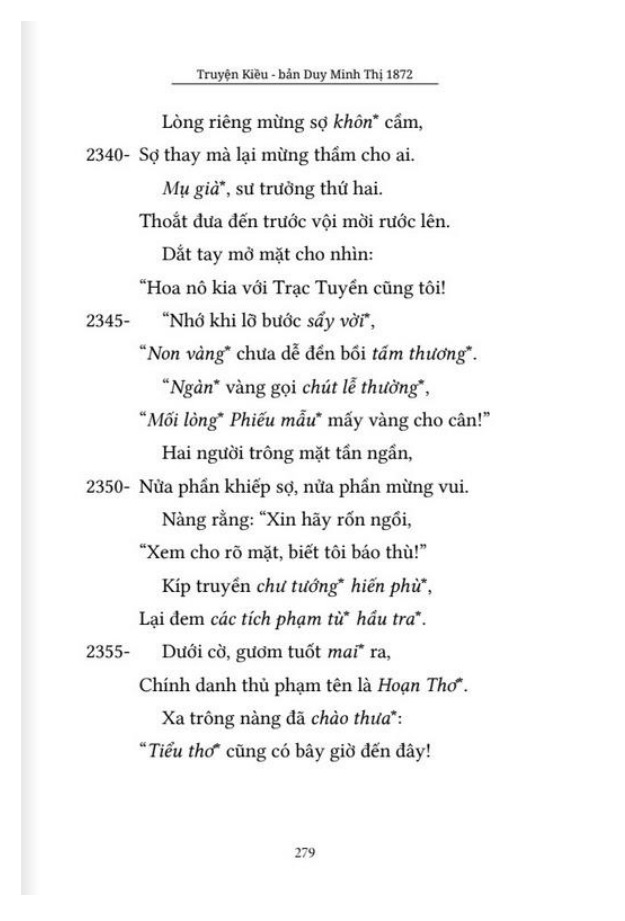 Truyện Kiều - bản Duy Minh Thị 1872
Lòng riêng mừng sợ khôn* cầm,
2340- Sợ thay mà lại mừng thầm cho ai.
Mụ già*, sư trưởng thứ hai.
Thoắt đưa đến trước vội mời rước lên.
Dắt tay mở mặt cho nhìn:
“Hoa nô kia với Trạc Tuyền cũng tôi!
2345- “Nhớ khi lỡ bước sẩy vời*,
“Non vàng* chưa dễ đền bồi tấm thương*.
“Ngàn* vàng gọi chút lễ thường*,
“Mối lòng* Phiếu mẫu* mấy vàng cho cân!”
Hai người trông mặt tần ngần,
2350- Nửa phần khiếp sợ, nửa phần mừng vui.
Nàng rằng: “Xin hãy rốn ngồi,
“Xem cho rõ mặt, biết tôi báo thù!”
Kíp truyền chư tướng* hiến phù*,
Lại đem các tích phạm tù* hầu tra*.
2355- Dưới cờ, gươm tuốt mai* ra,
Chính danh thủ phạm tên là Hoạn Thơ*.
Xa trông nàng đã chào thưa*:
“Tiểu thơ* cũng có bây giờ đến đây!
279